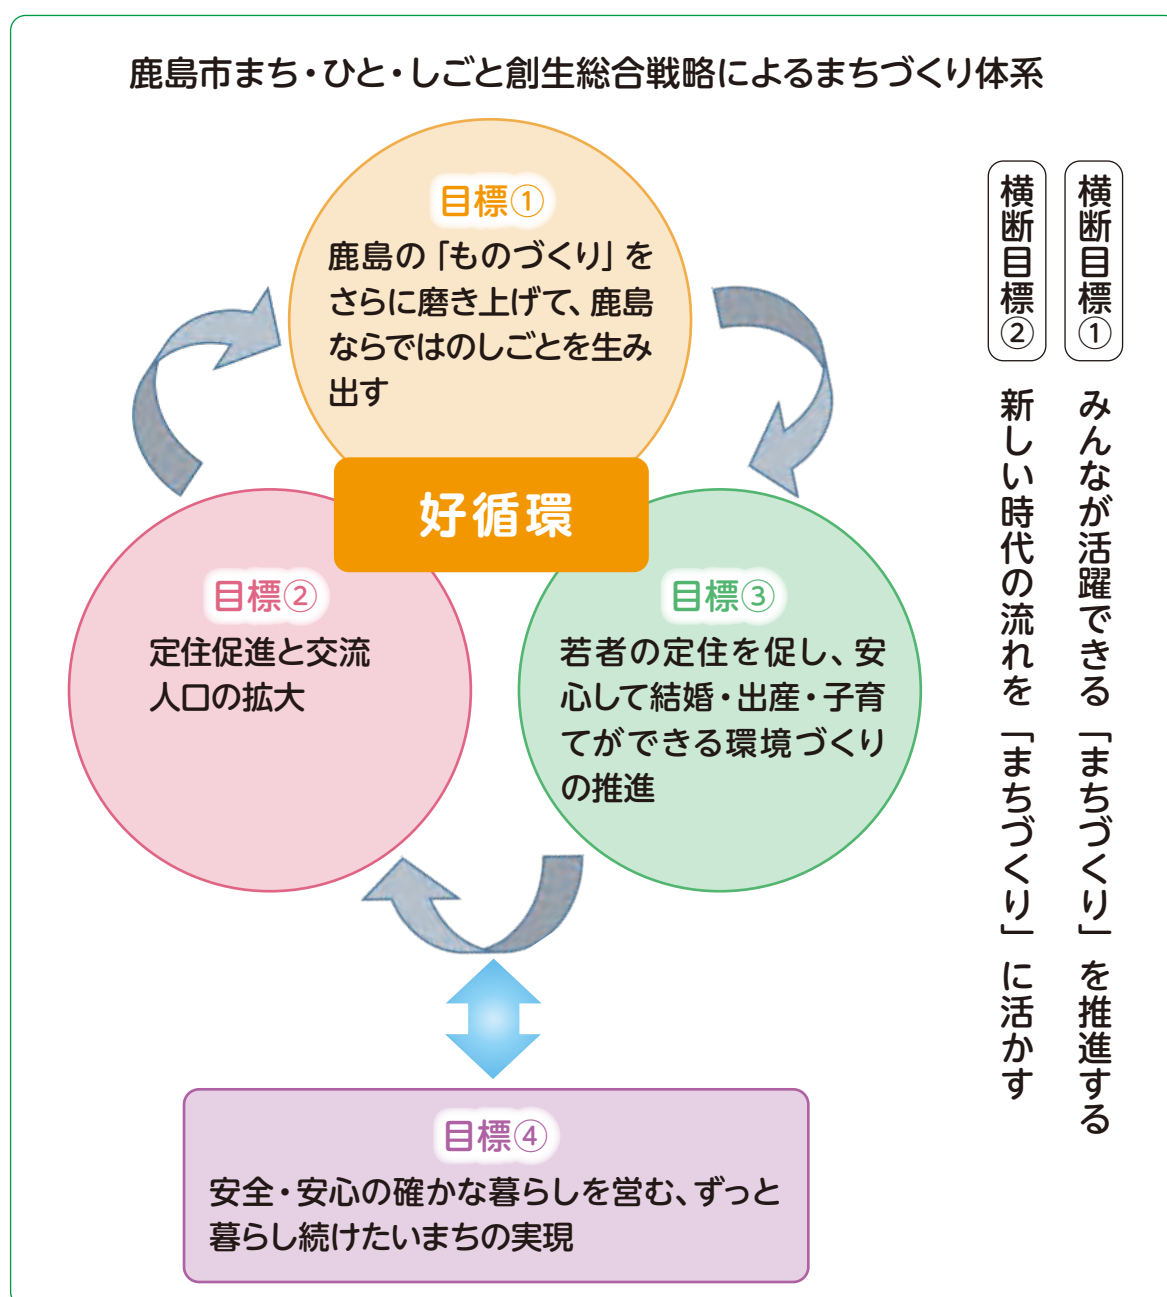 鹿島市まち・ひと・しごと創生総合戦略によるまちづくり体系
目標①
鹿島の「ものづくり」を
さらに磨き上げて、鹿島
ならではのしごとを生み
出す
好循環
目標②
定住促進と交流
人口の拡大
目標③
若者の定住を促し、安
心して結婚・出産・子育
てができる環境づくり
の推進
目標④
安全・安心の確かな暮らしを営む、ずっと
暮らし続けたいまちの実現
横断目標① みんなが活躍できる「まちづくり」を推進する
横断目標② 新しい時代の流れを「まちづくり」に活かす